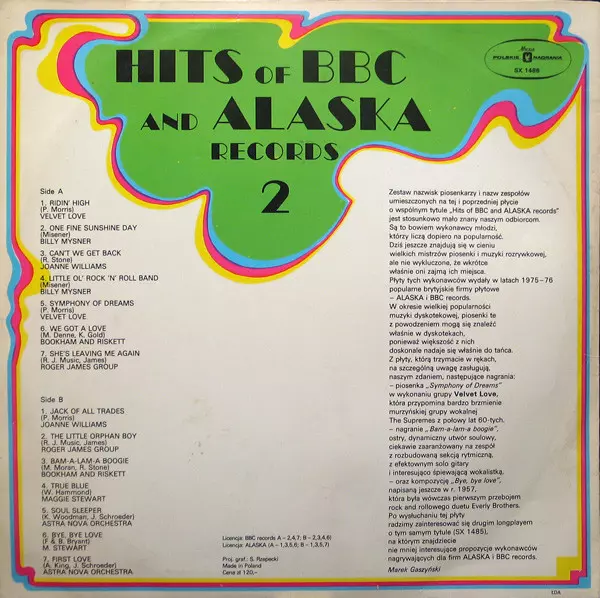 HITS OF BBC
AND ALASKA
RECORDS
2
Muza
POLSKIE NAGRANIA
SX 1486
Side A
1. RIDIN' HIGH
(P. Morris)
VELVET LOVE
2. ONE FINE SUNSHINE DAY
(Misener)
BILLY MYSNER
3. CAN'T WE GET BACK
(R. Stone)
JOANNE WILLIAMS
4. LITTLE OL' ROCK 'N' ROLL BAND
(Misener)
BILLY MYSNER
5. SYMPHONY OF DREAMS
(P. Morris)
VELVET LOVE
6. WE GOT A LOVE
(M. Denne, K. Gold)
BOOKHAM AND RISKETT
7. SHE'S LEAVING ME AGAIN
(R. J. Music, James)
ROGER JAMES GROUP
Side B
1. JACK OF ALL TRADES
(P. Morris)
JOANNE WILLIAMS
2. THE LITTLE ORPHAN BOY
(R. J. Music, James)
ROGER JAMES GROUP
3. BAM-A-LAM-A BOOGIE
(M. Moran, R. Stone)
BOOKHAM AND RISKETT
4. TRUE BLUE
(W. Hammond)
MAGGIE STEWART
5. SOUL SLEEPER
(K. Woodman, J. Schroeder)
ASTRA NOVA ORCHESTRA
6. BYE, BYE LOVE
(F & B. Bryant)
M. STEWART
7. FIRST LOVE
(A. King, J. Schroeder)
ASTRA NOVA ORCHESTRA
Licencja: BBC records A – 2,4,7; B – 2,3,4,6)
Licencja: ALASKA (A – 1,3,5,6; B – 1,3,5,7)
Proj. graf.: S. Rzepecki
Made in Poland
Cena zł 120,–
Zestaw nazwisk piosenkarzy i nazw zespołów
umieszczonych na tej i poprzedniej płycie
o wspólnym tytule „Hits of BBC and ALASKA records"
jest stosunkowo mało znany naszym odbiorcom.
Są to bowiem wykonawcy młodzi,
którzy liczą dopiero na popularność.
Dziś jeszcze znajdują się w cieniu
wielkich mistrzów piosenki i muzyki rozrywkowej,
ale nie wykluczone, że wkrótce
właśnie oni zajmą ich miejsca.
Płyty tych wykonawców wydały w latach 1975–76
popularne brytyjskie firmy płytowe
– ALASKA i BBC records.
W okresie wielkiej popularności
muzyki dyskotekowej, piosenki te
z powodzeniem mogą się znaleźć
właśnie w dyskotekach,
ponieważ większość z nich
doskonale nadaje się właśnie do tańca.
Z płyty, którą trzymacie w rękach,
na szczególną uwagę zasługują,
naszym zdaniem, następujące nagrania:
– piosenka „Symphony of Dreams"
w wykonaniu grupy Velvet Love,
która przypomina bardzo brzmienie
murzyńskiej grupy wokalnej
The Supremes z połowy lat 60-tych,
– nagranie „Bam-a-lam-a boogie",
ostry, dynamiczny utwór soulowy,
ciekawie zaaranżowany na zespół
z rozbudowaną sekcją rytmiczną,
z efektownym solo gitary
i interesująco śpiewającą wokalistką,
– oraz kompozycję „Bye, bye love",
napisaną jeszcze w r. 1957,
która była wówczas pierwszym przebojem
rock and rollowego duetu Everly Brothers.
Po wysłuchaniu tej płyty
radzimy zainteresować się drugim longplayem
o tym samym tytule (SX 1485),
na którym znajdziecie
nie mniej interesujące propozycje wykonawców
nagrywających dla firm ALASKA i BBC records.
Marek Gaszyński
LDA